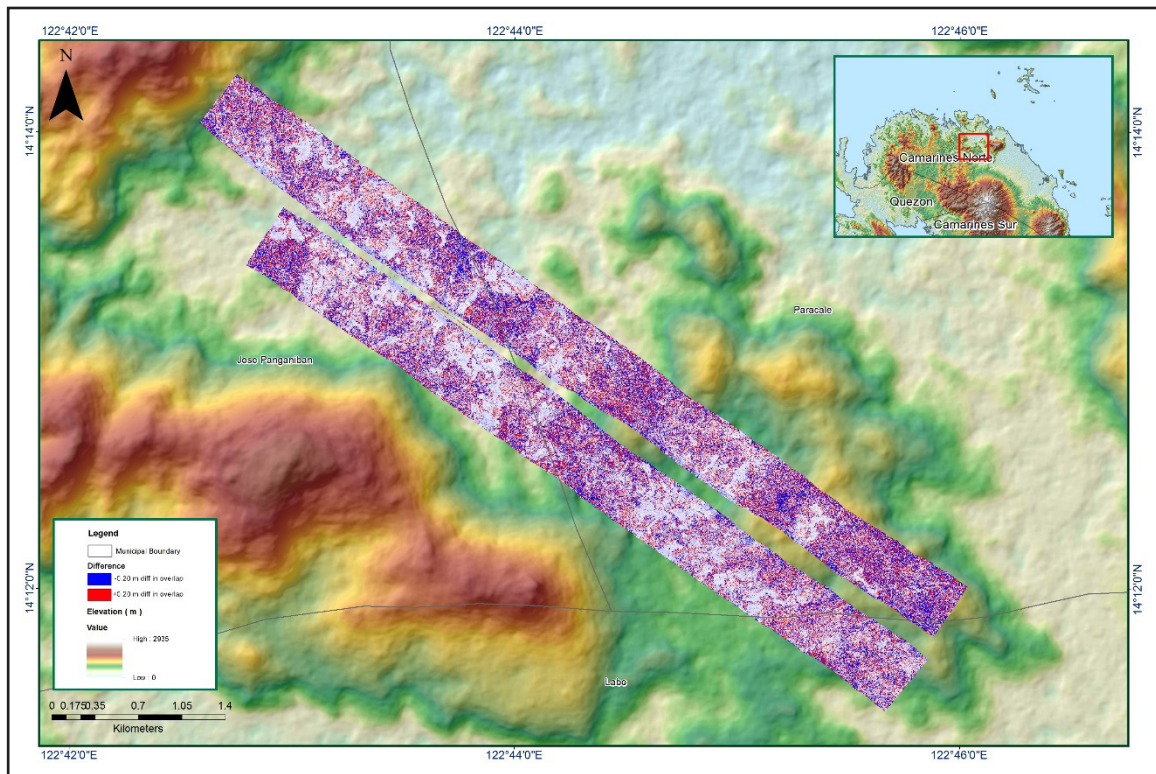 122°42'0"E
122°44'0"E
122°46'0"E
N
14°14'0"N
14°14'0"N
Camarines Norte
Quezon
Camarines Sur
Paracale
Jose Panganiban
Legend
Municipal Boundary
Difference
-0.20 m diff in overlap
+0.20 m diff in overlap
Elevation ( m )
Value
High : 2935
Low : 0
14°12'0"N
14°12'0"N
Labo
0 0.175 0.35 0.7 1.05 1.4
Kilometers
122°42'0"E
122°44'0"E
122°46'0"E